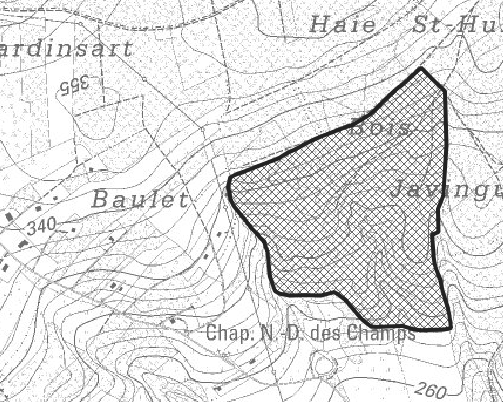 Haie St-Hu
ardinsart
355
Bois
Javingu
Baulet
340
Chap. N.-D. des Champs
260